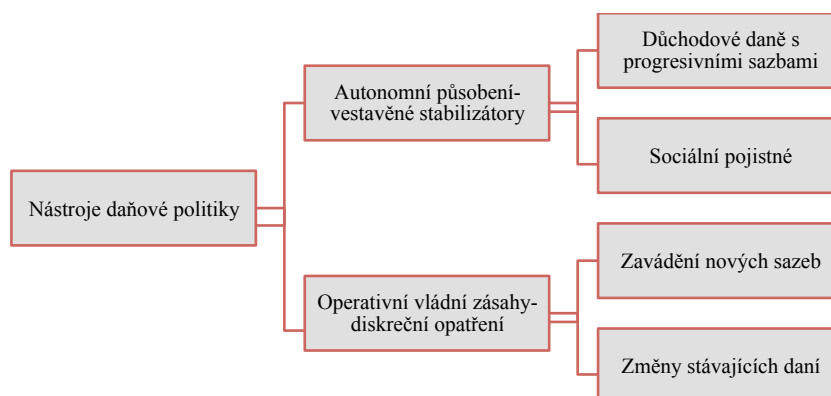 Nástroje daňové politiky
Autonomní působení-
vestavěné stabilizátory
Důchodové daně s
progresivními sazbami
Sociální pojistné
Operativní vládní zásahy-
diskreční opatření
Zavádění nových sazeb
Změny stávajících daní